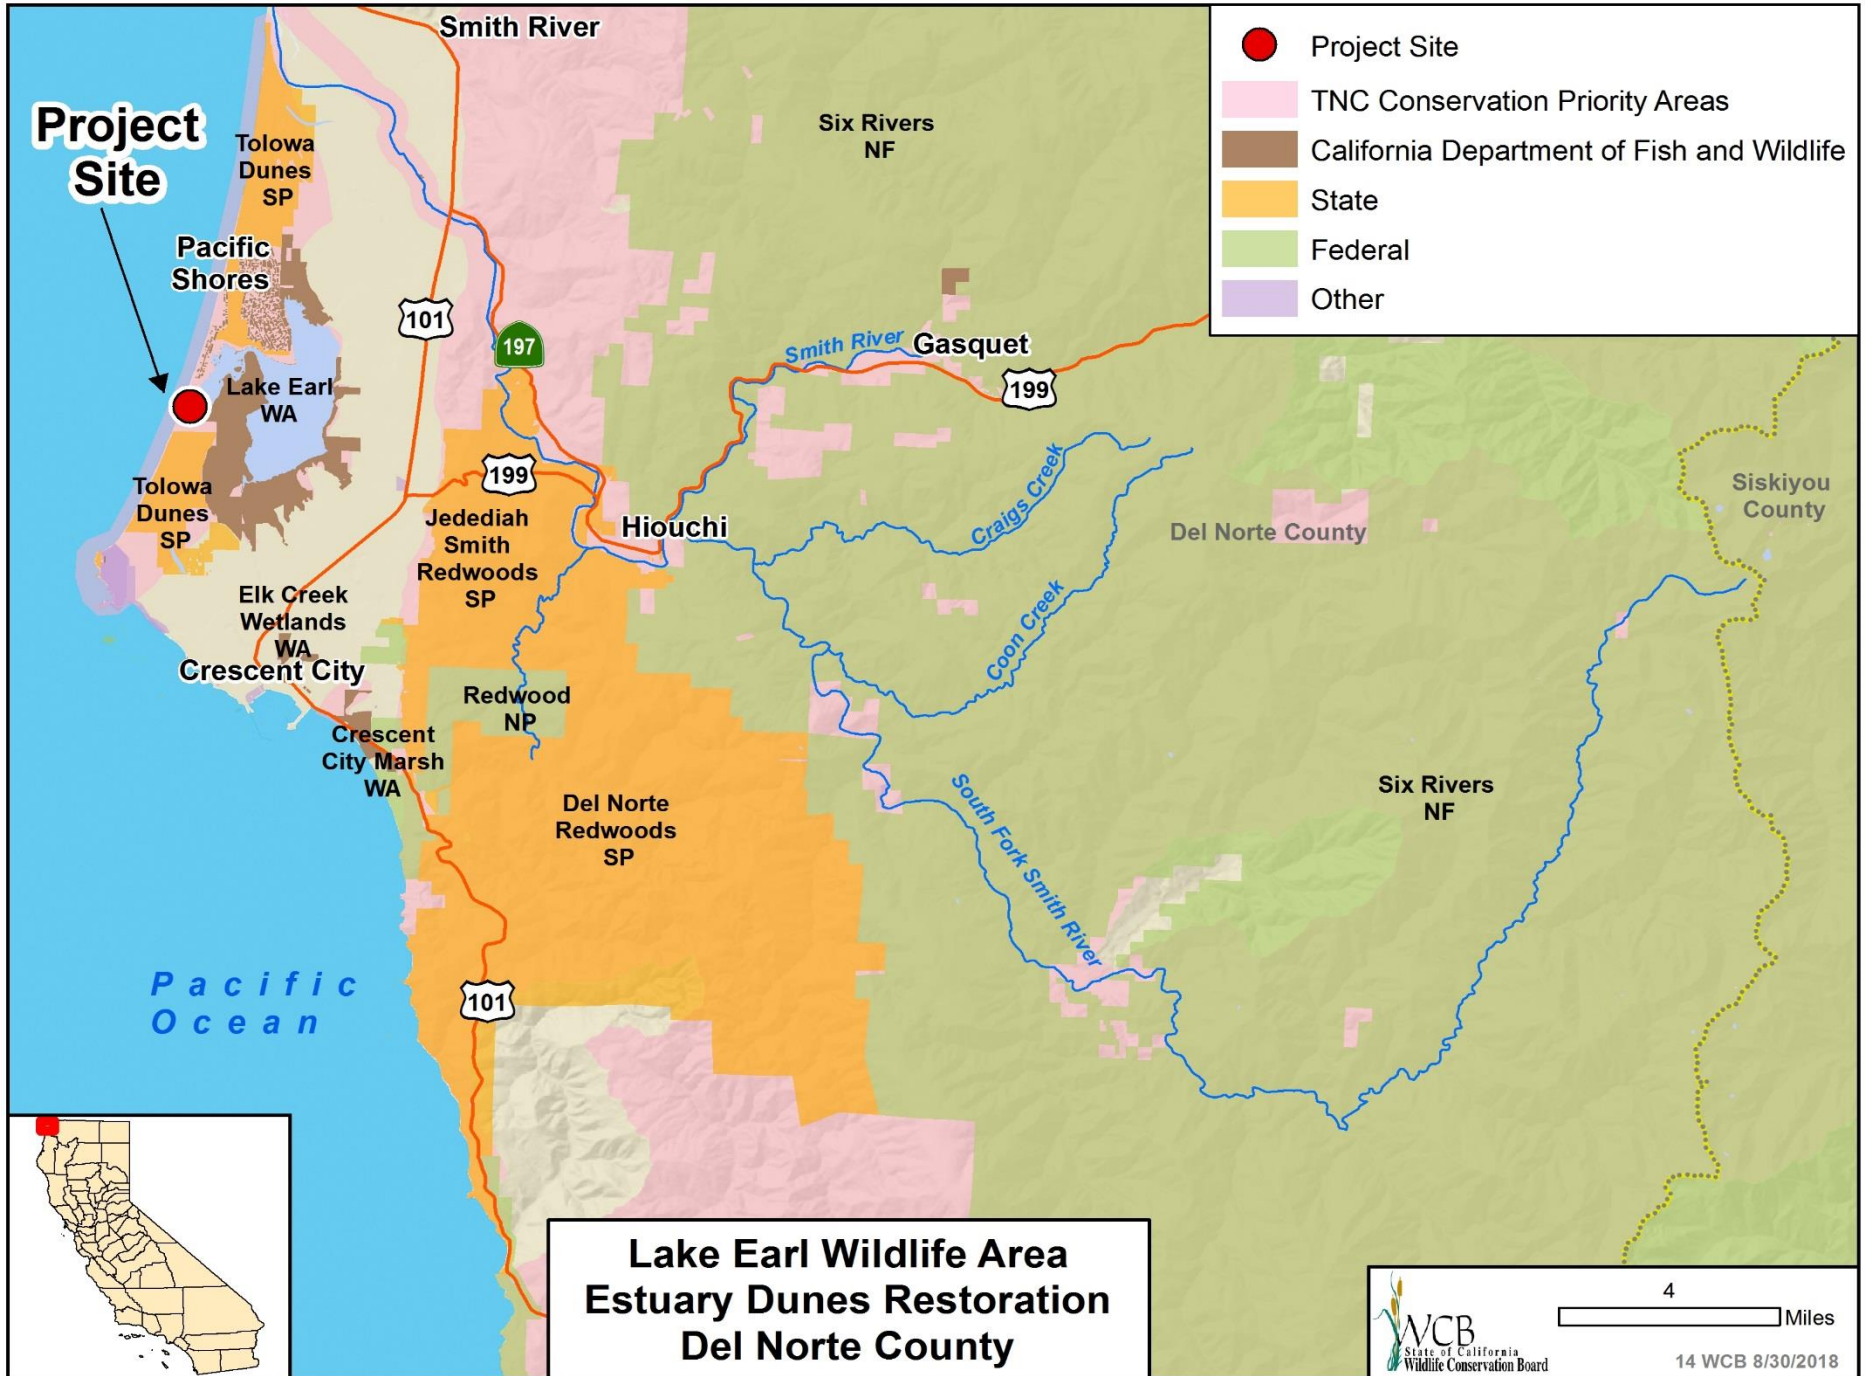 Smith River
Project Site
TNC Conservation Priority Areas
California Department of Fish and Wildlife
State
Federal
Other
Project
Site
Tolowa
Dunes
SP
Six Rivers
NF
Pacific
Shores
101
197
Smith River
Gasquet
199
Lake Earl
WA
199
Craigs Creek
Siskiyou
County
Tolowa
Dunes
SP
Jedediah
Smith
Redwoods
SP
Hiouchi
Del Norte County
Elk Creek
Wetlands
WA
Coon Creek
Crescent City
Redwood
NP
Crescent
City Marsh
WA
Del Norte
Redwoods
SP
South Fork Smith River
Six Rivers
NF
Pacific
Ocean
101
Lake Earl Wildlife Area
Estuary Dunes Restoration
Del Norte County
WCB
State of California
Wildlife Conservation Board
4
Miles
14 WCB 8/30/2018